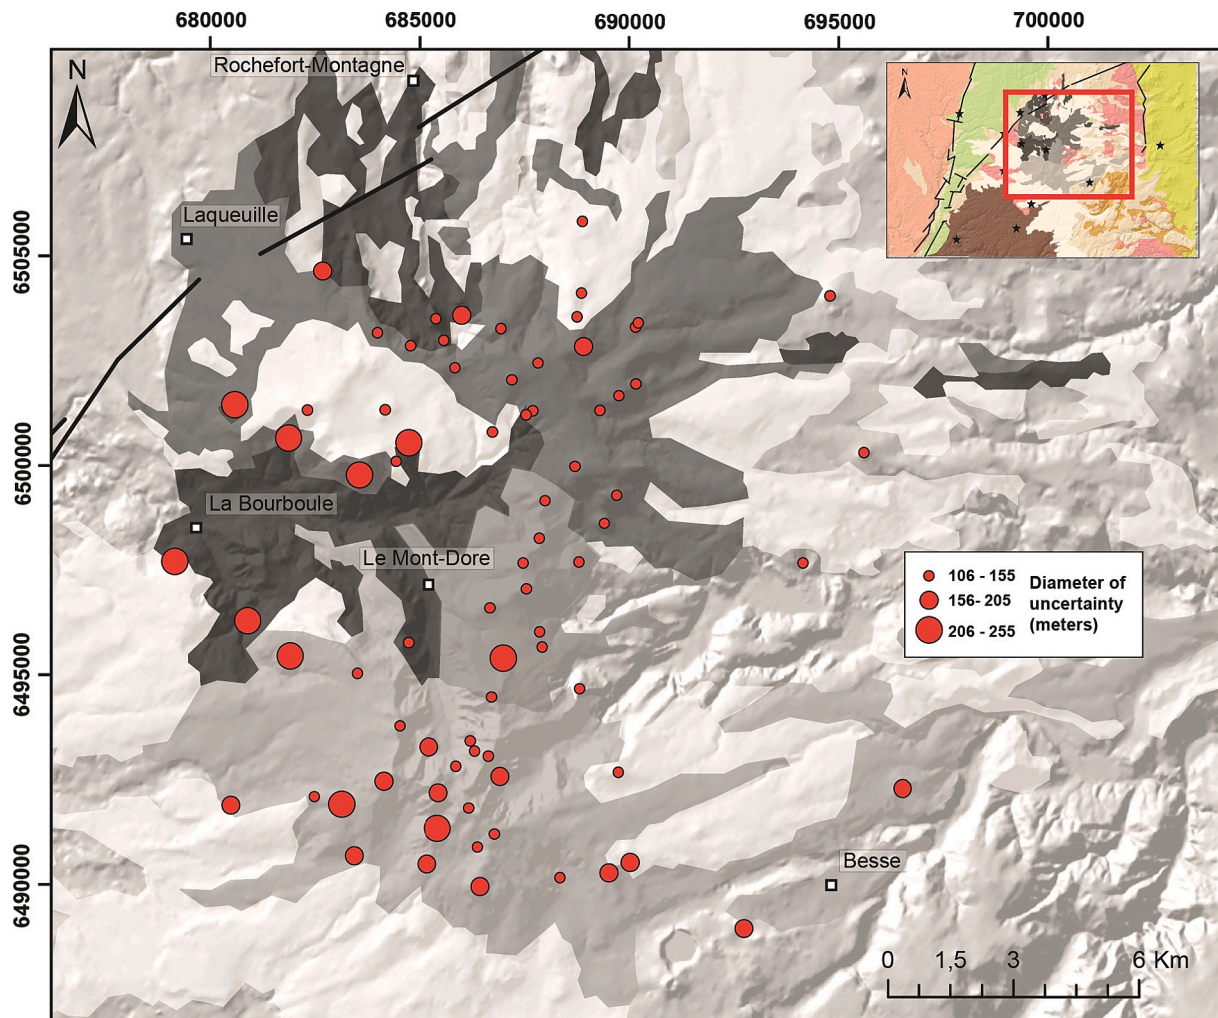 680000
685000
690000
695000
700000
N
Rochefort-Montagne
N
Laqueuille
6505000
6500000
La Bourboule
Le Mont-Dore
106 - 155
156- 205
206 - 255
Diameter of
uncertainty
(meters)
6495000
Besse
6490000
0 1,5 3 6 Km